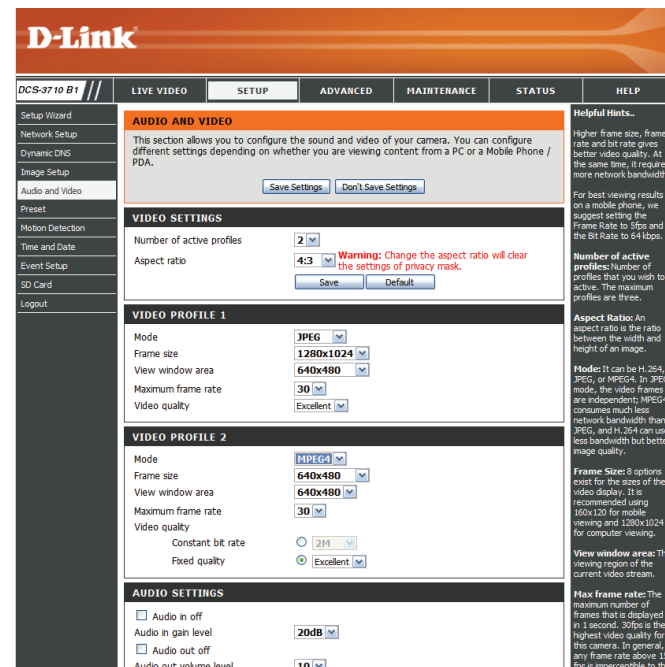 D-Link
DCS-3710 B1
LIVE VIDEO
SETUP
ADVANCED
MAINTENANCE
STATUS
HELP
Setup Wizard
Network Setup
Dynamic DNS
Image Setup
Audio and Video
Preset
Motion Detection
Time and Date
Event Setup
SD Card
Logout
AUDIO AND VIDEO
This section allows you to configure the sound and video of your camera. You can configure
different settings depending on whether you are viewing content from a PC or a Mobile Phone /
PDA.
Save Settings Don't Save Settings
VIDEO SETTINGS
Number of active profiles 2
Aspect ratio 4:3 Warning: Change the aspect ratio will clear
the settings of privacy mask.
Save Default
VIDEO PROFILE 1
Mode JPEG
Frame size 1280x1024
View window area 640x480
Maximum frame rate 30
Video quality Excellent
VIDEO PROFILE 2
Mode MPEG4
Frame size 640x480
View window area 640x480
Maximum frame rate 30
Video quality
Constant bit rate 2M
Fixed quality Excellent
AUDIO SETTINGS
Audio in off
Audio in gain level 20dB
Audio out off
Audio out volume level 10
Helpful Hints..
Higher frame size, frame
rate and bit rate gives
better video quality. At
the same time, it require
more network bandwidth
For best viewing results
on a mobile phone, we
suggest setting the
Frame Rate to 5fps and
the Bit Rate to 64 kbps.
Number of active
profiles: Number of
profiles that you wish to
active. The maximum
profiles are three.
Aspect Ratio: An
aspect ratio is the ratio
between the width and
height of an image.
Mode: It can be H.264,
JPEG, or MPEG4. In JPE
mode, the video frames
are independent; MPEG4
consumes much less
network bandwidth than
JPEG, and H.264 can use
less bandwidth but bette
image quality.
Frame Size: 8 options
exist for the sizes of the
video display. It is
recommended using
160x120 for mobile
viewing and 1280x1024
for computer viewing.
View window area: Th
viewing region of the
current video stream.
Max frame rate: The
maximum number of
frames that is displayed
in 1 second. 30fps is the
highest video quality for
this camera. In general,
any frame rate above 15
fps is imperceptible to th